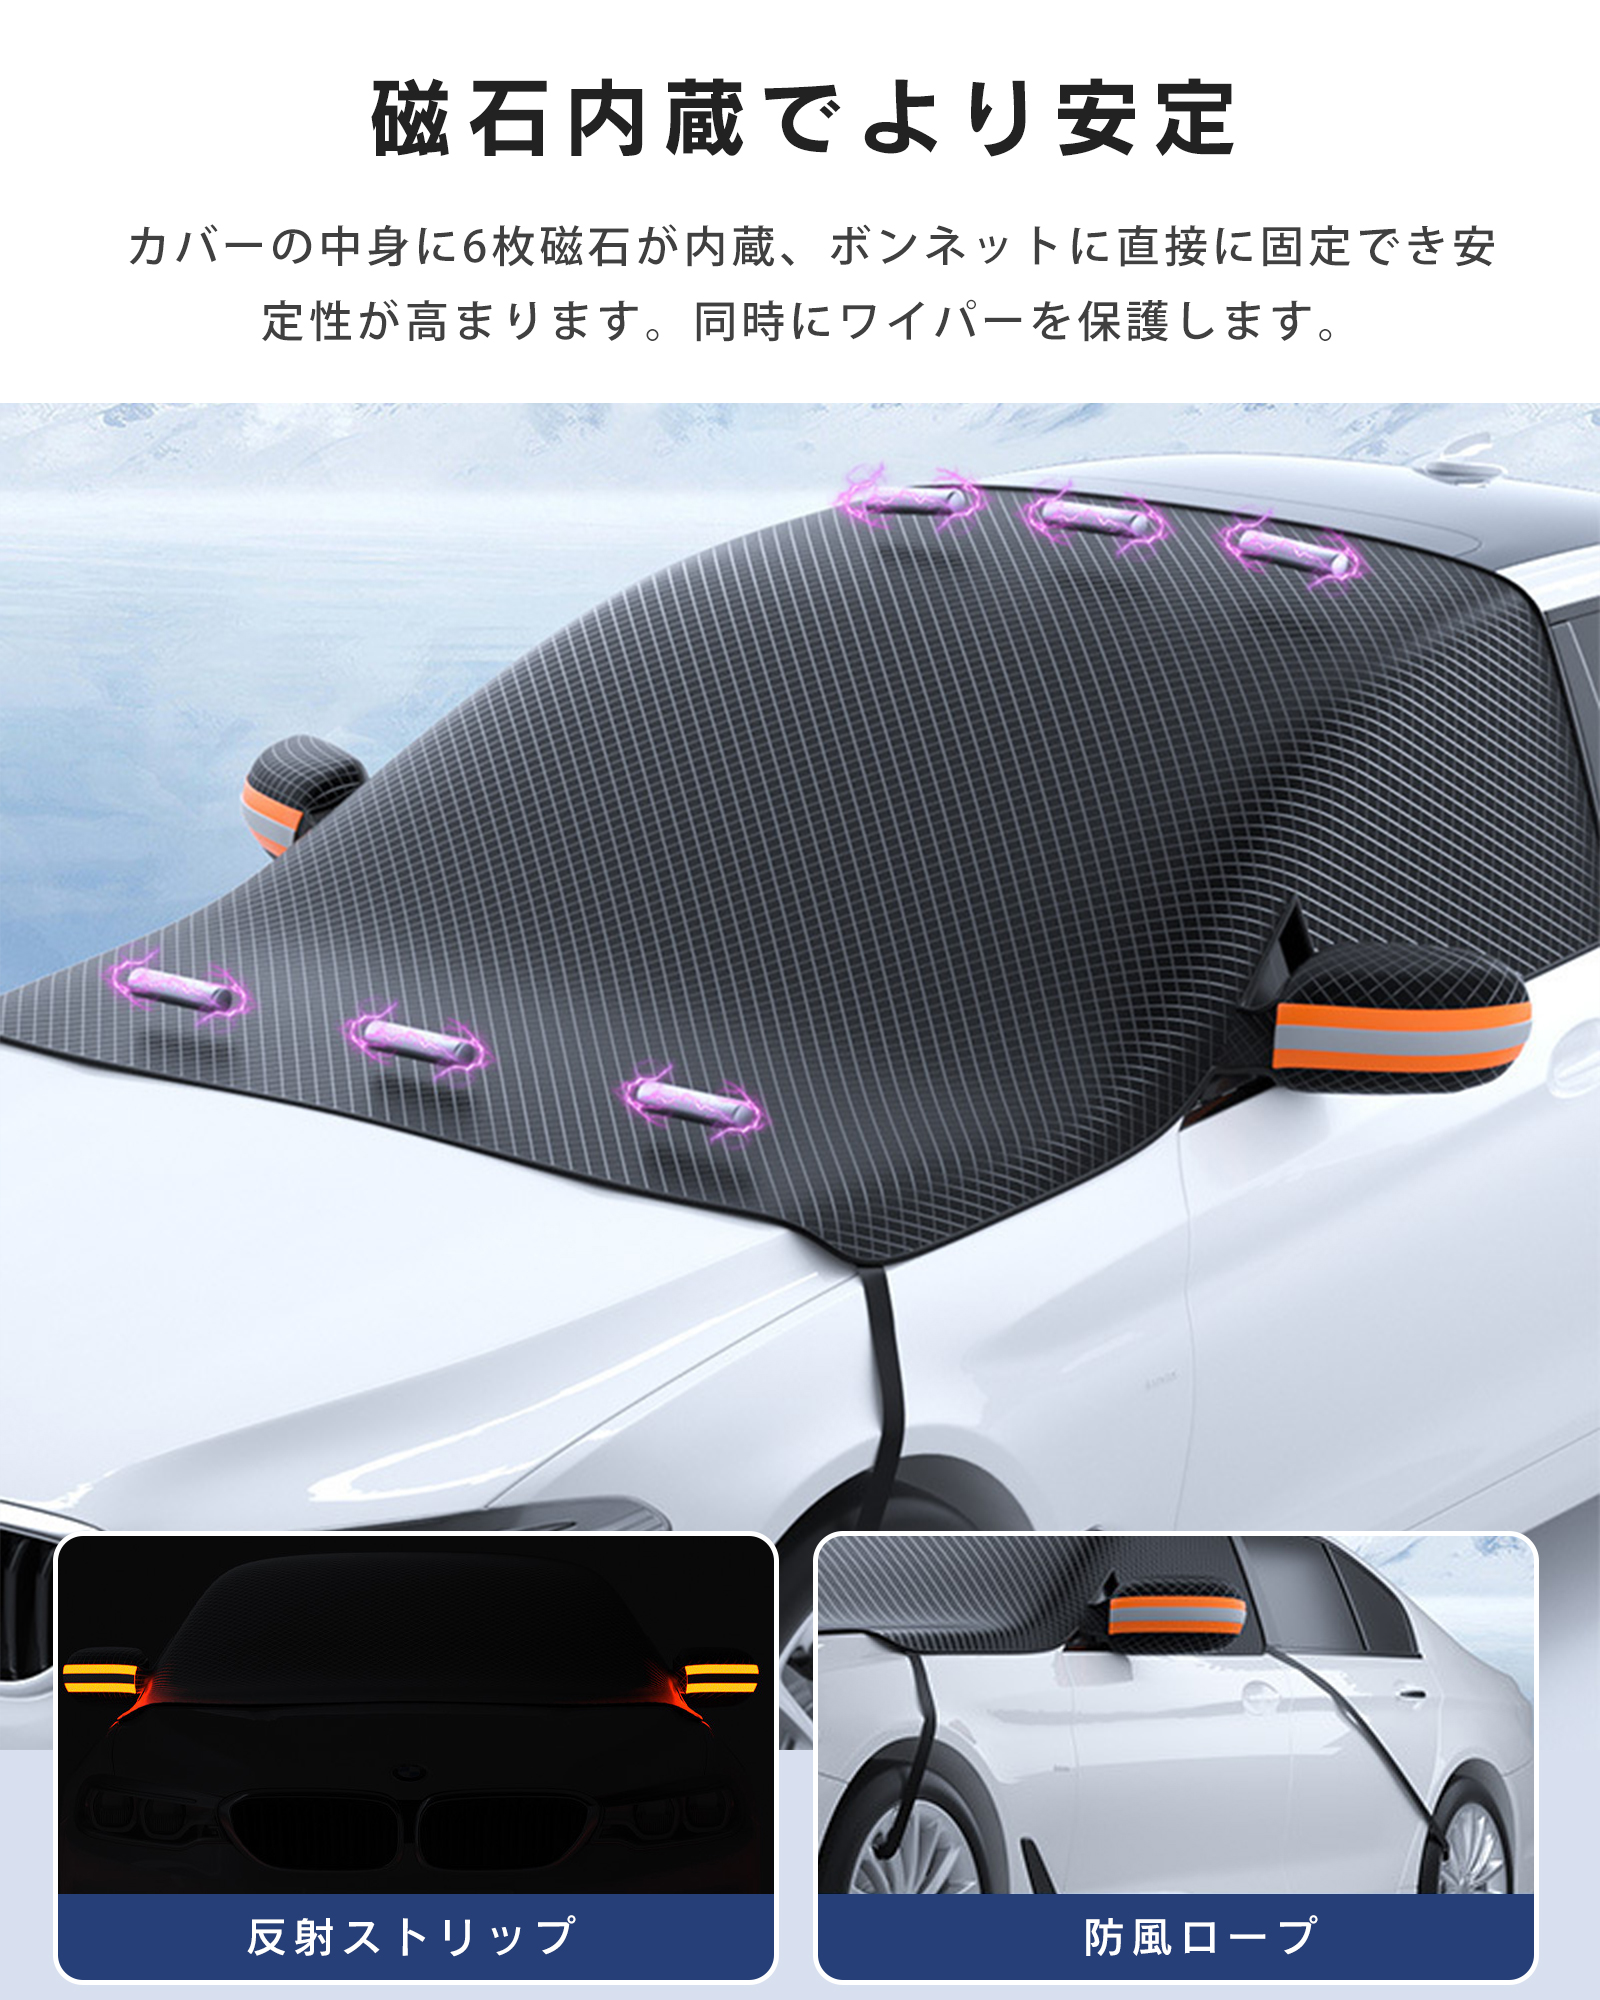 磁石内蔵でより安定
カバーの中身に6枚磁石が内蔵、ボンネットに直接に固定でき安
定性が高まります。同時にワイパーを保護します。
反射ストリップ
防風ロープ